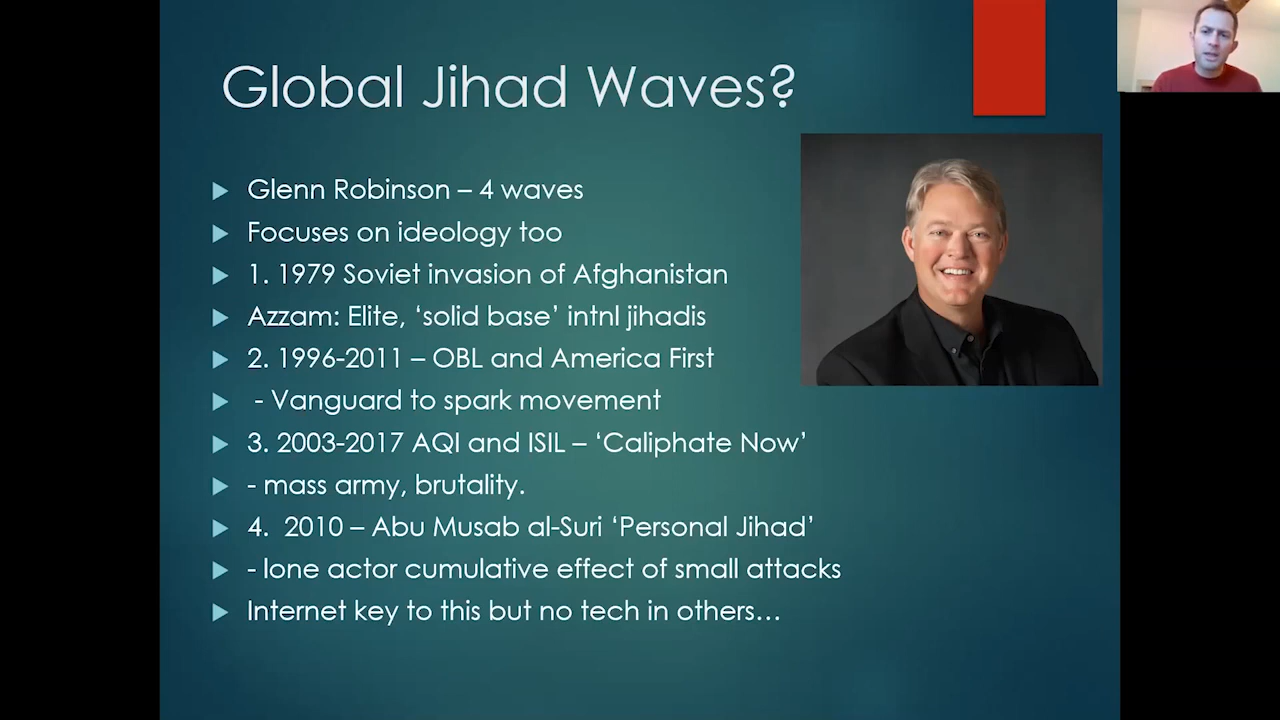 Global Jihad Waves?
Glenn Robinson – 4 waves
Focuses on ideology too
1. 1979 Soviet invasion of Afghanistan
Azzam: Elite, ‘solid base’ intnl jihadis
2. 1996-2011 – OBL and America First
- Vanguard to spark movement
3. 2003-2017 AQI and ISIL – ‘Caliphate Now’
- mass army, brutality.
4.  2010 – Abu Musab al-Suri ‘Personal Jihad’
- lone actor cumulative effect of small attacks
Internet key to this but no tech in others…